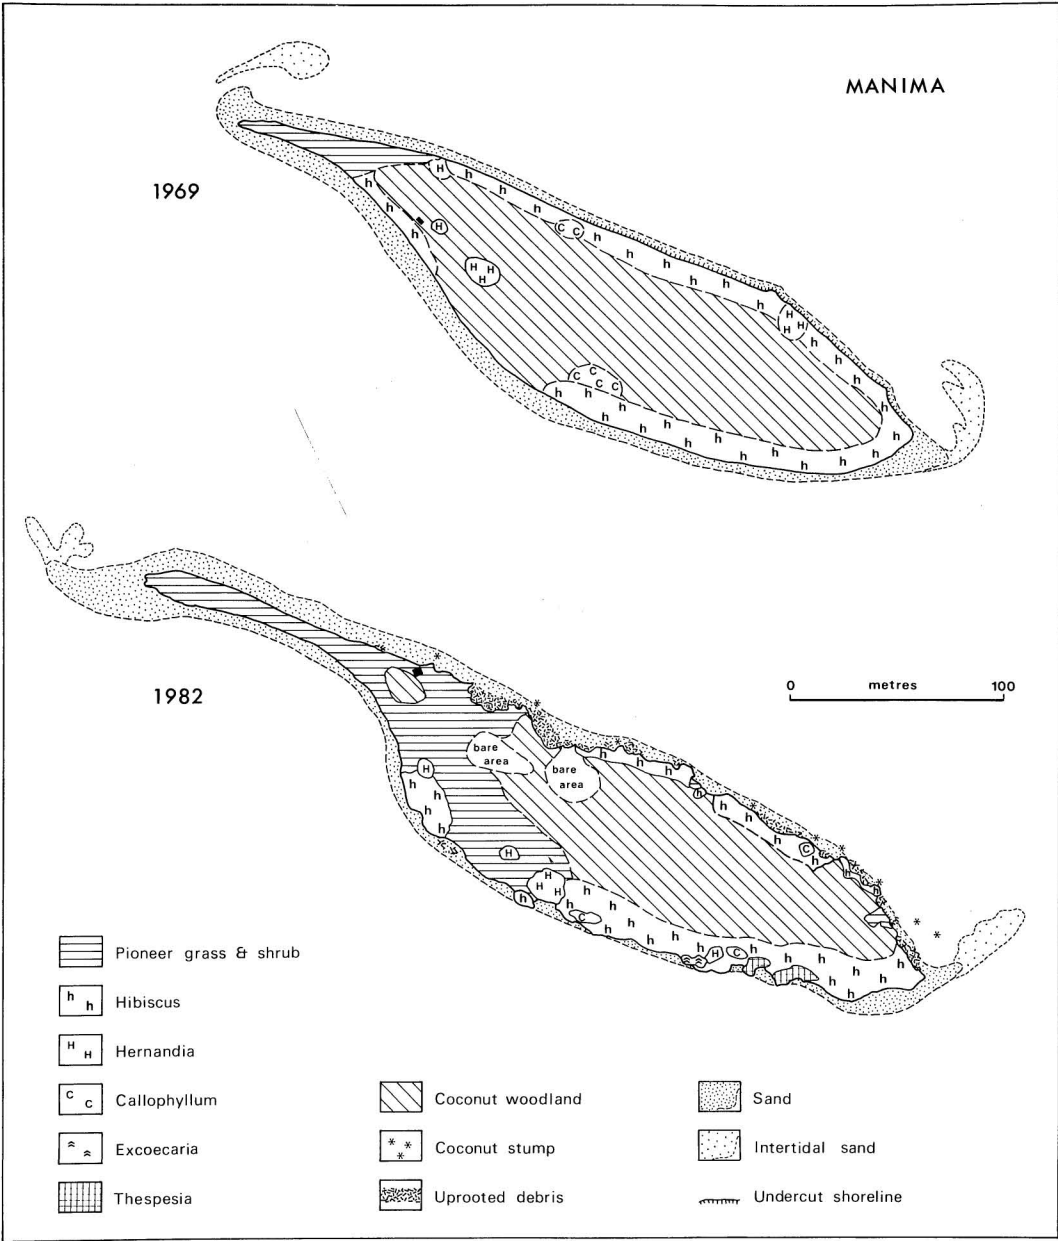 MANIMA
1969
H
h
h
h
h
h
H
h
C C
h
h
h
h
h
h
H H
H
h
H
H H
h
h
h
h
C
C
C C
h
h
h
h
h
h
h
h
h
h
h
h
h
1982
0 metres 100
bare
area
bare
area
H
h
h
h
h
h
h
h
h
h
h
h
h
C
h
h
H
H
H H
h
h
C
h
h
h
h
h
h
H
C
h
h
h
h
h
h
h
h
h
Pioneer grass & shrub
h
h
Hibiscus
H
H
Hernandia
C
C
Callophyllum
Excoecaria
Thespesia
Coconut woodland
Coconut stump
Uprooted debris
Sand
Intertidal sand
Undercut shoreline